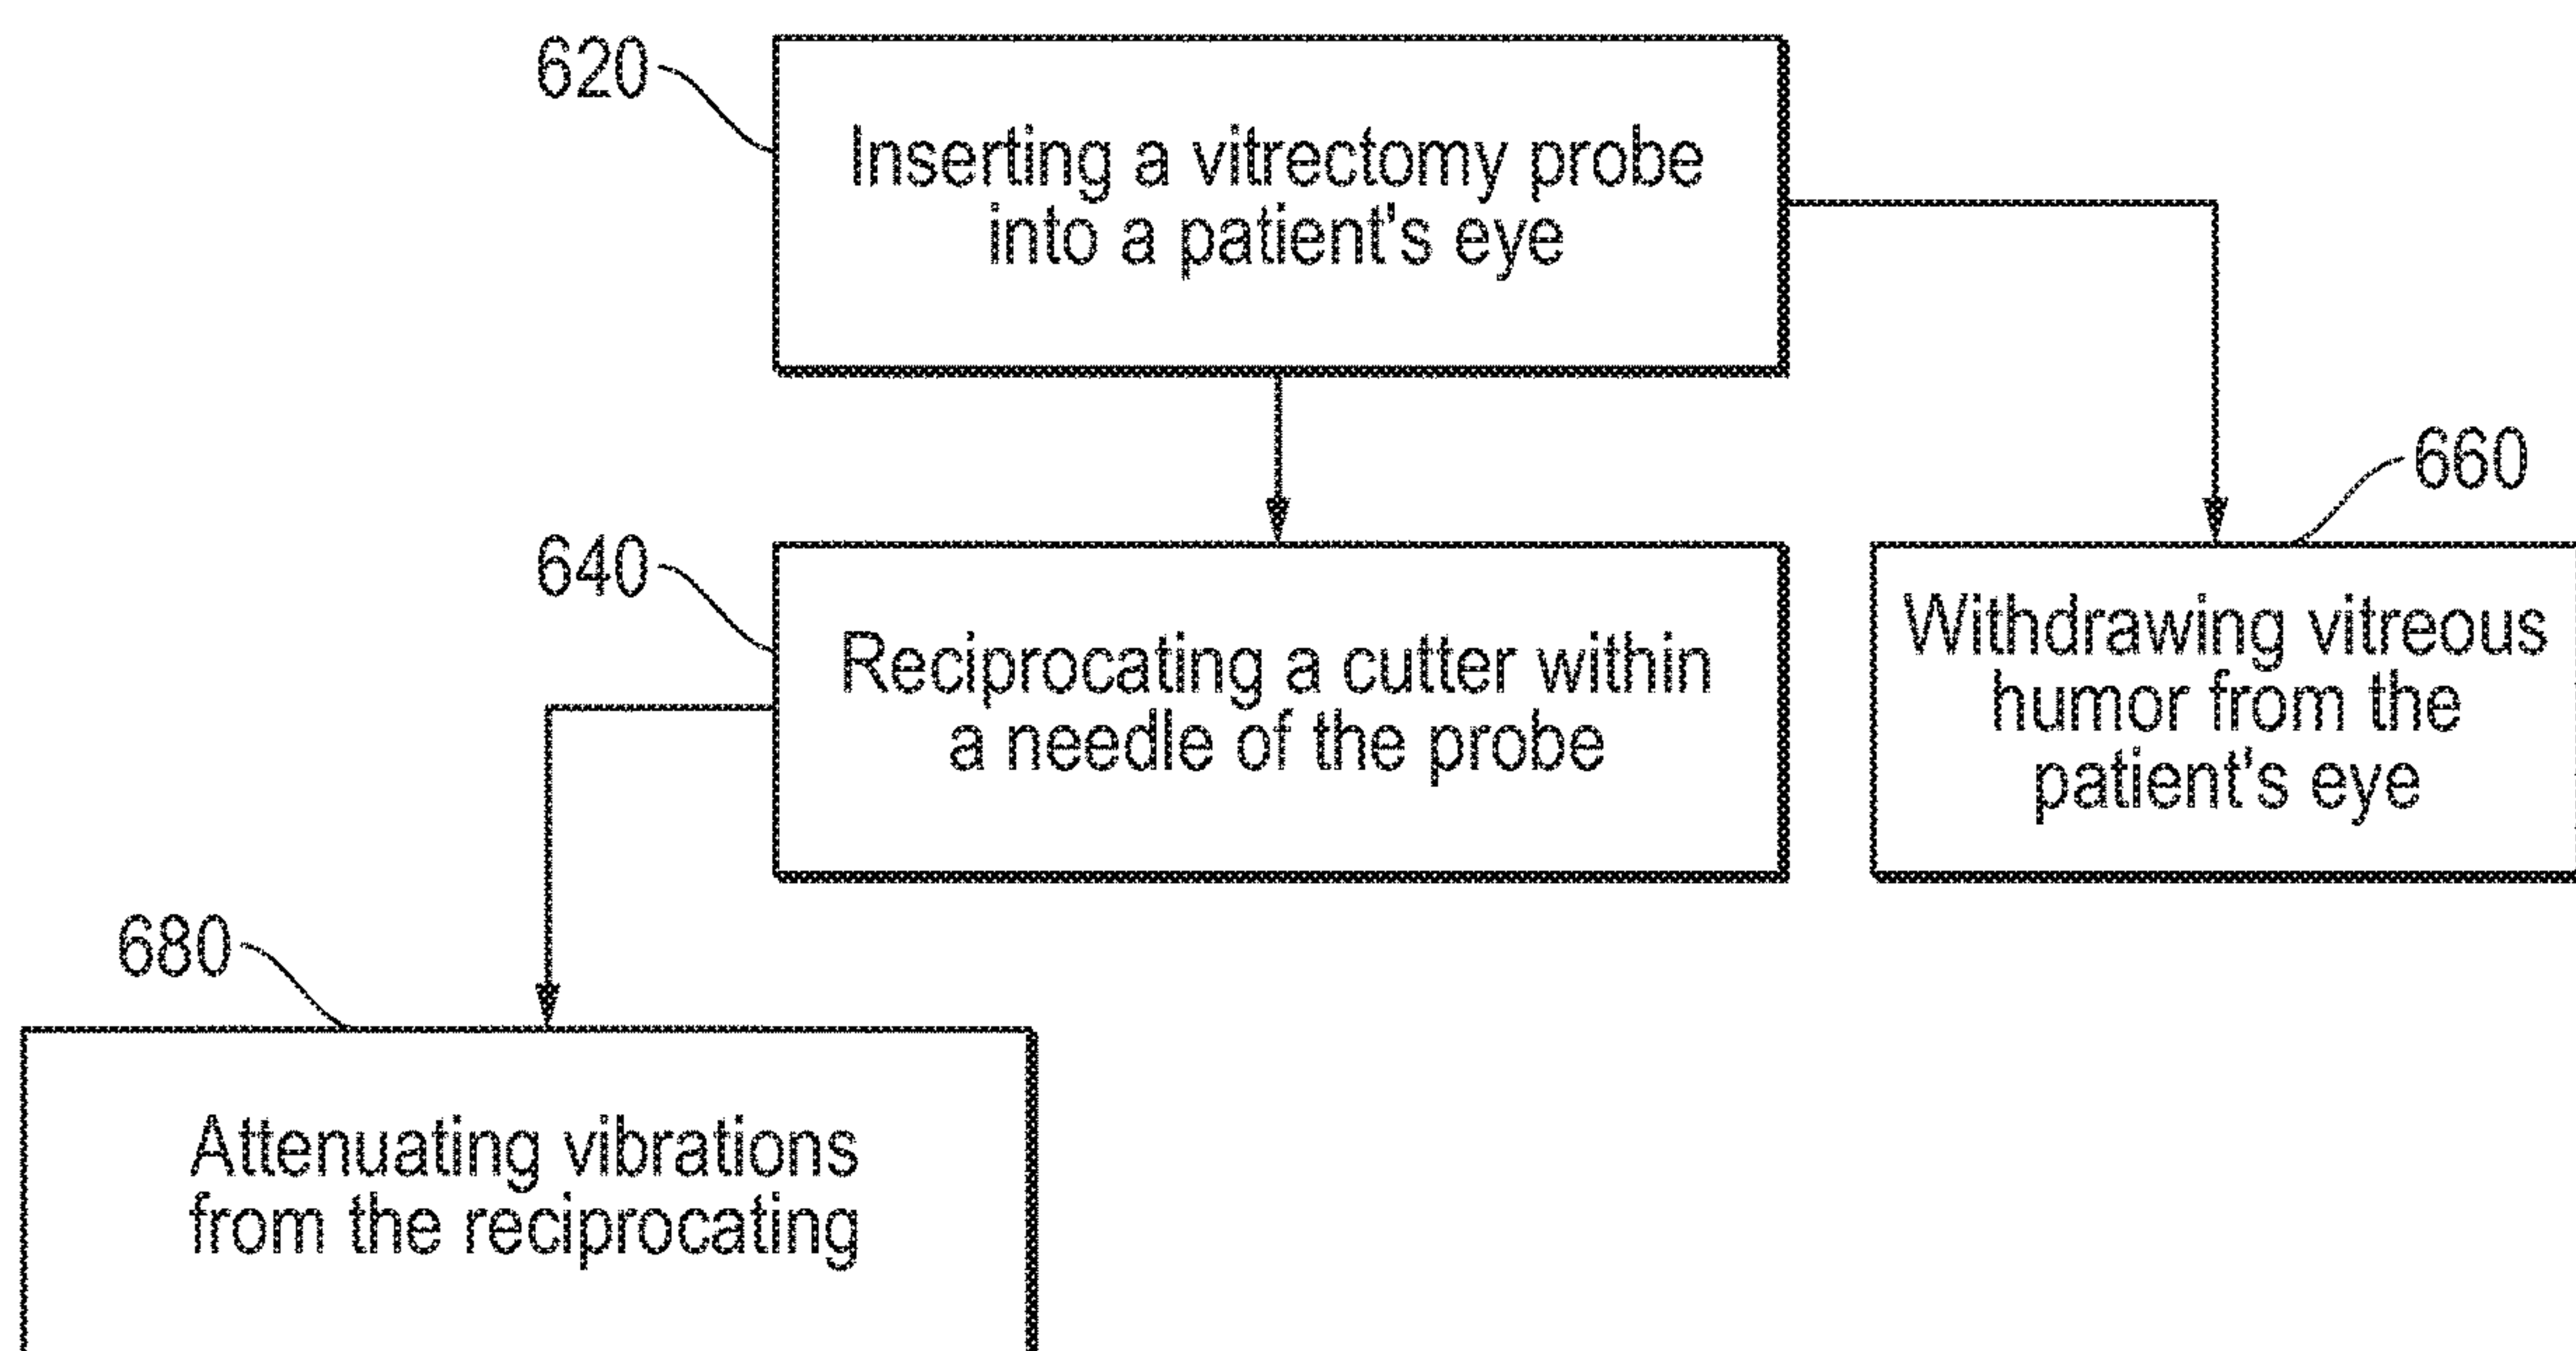 620
Inserting a vitrectomy probe
into a patient's eye
660
640
Reciprocating a cutter within
a needle of the probe
Withdrawing vitreous
humor from the
patient's eye
680
Attenuating vibrations
from the reciprocating